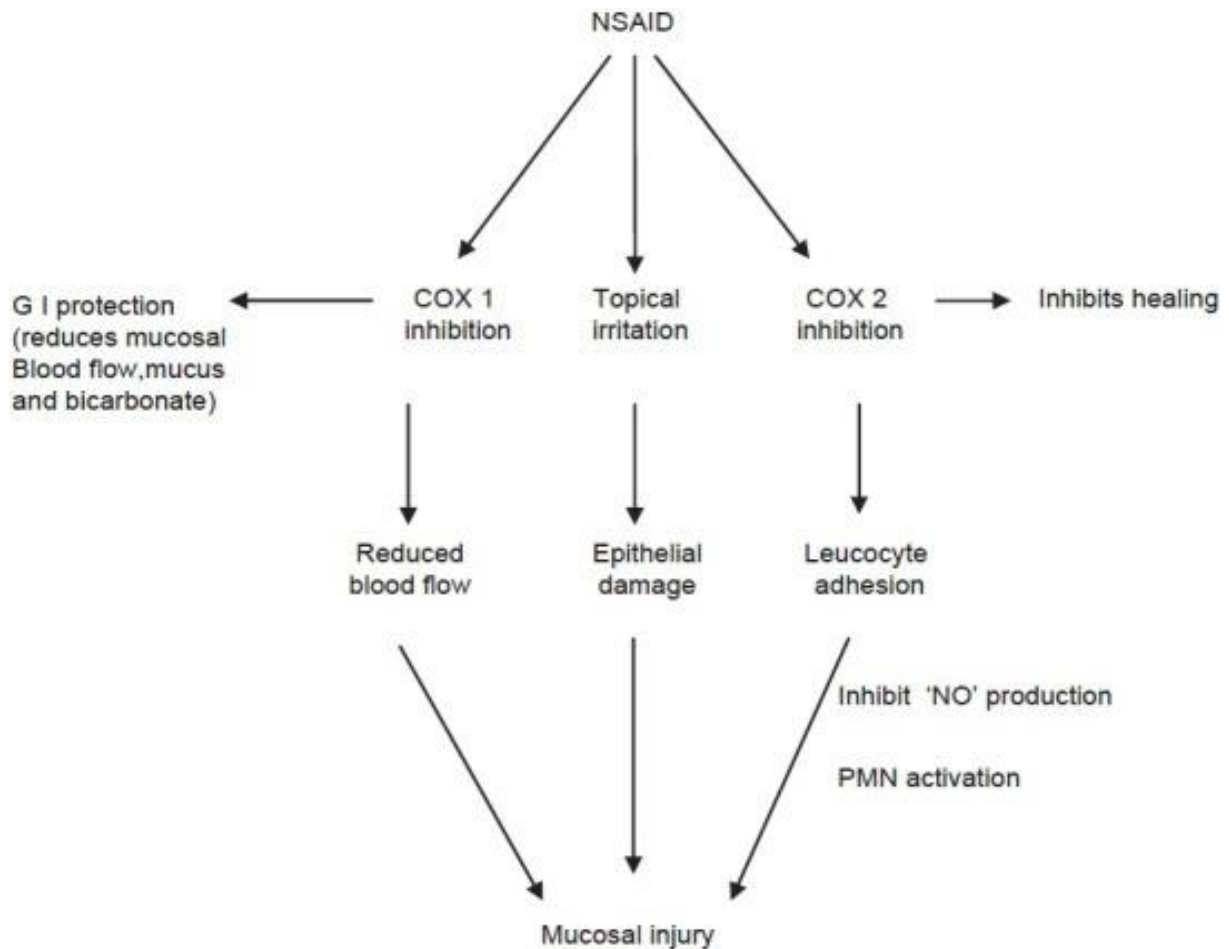 NSAID
G I protection
(reduces mucosal
Blood flow,mucus
and bicarbonate)
COX 1
inhibition
Topical
irritation
COX 2
inhibition
Inhibits healing
Reduced
blood flow
Epithelial
damage
Leucocyte
adhesion
Inhibit 'NO' production
PMN activation
Mucosal injury